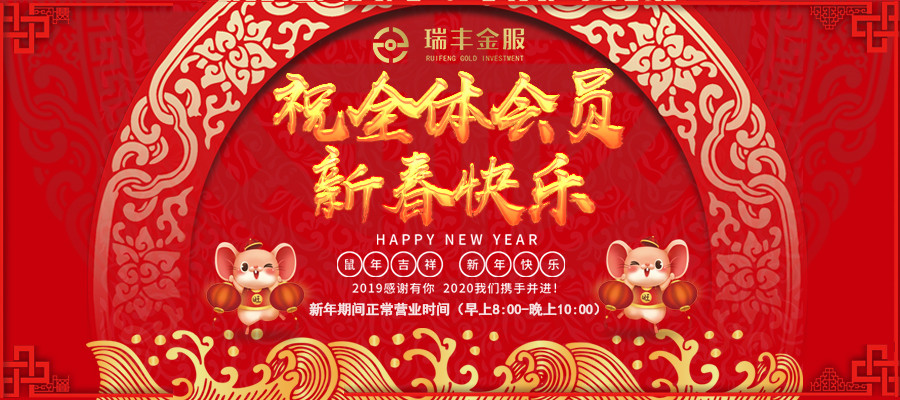 瑞丰金服
RUIFENG GOLD INVESTMENT
祝全体会员
新春快乐
HAPPY NEW YEAR
鼠年吉祥 新年快乐
2019感谢有你 2020我们携手并进！
新年期间正常营业时间（早上8:00-晚上10:00）
旺
旺